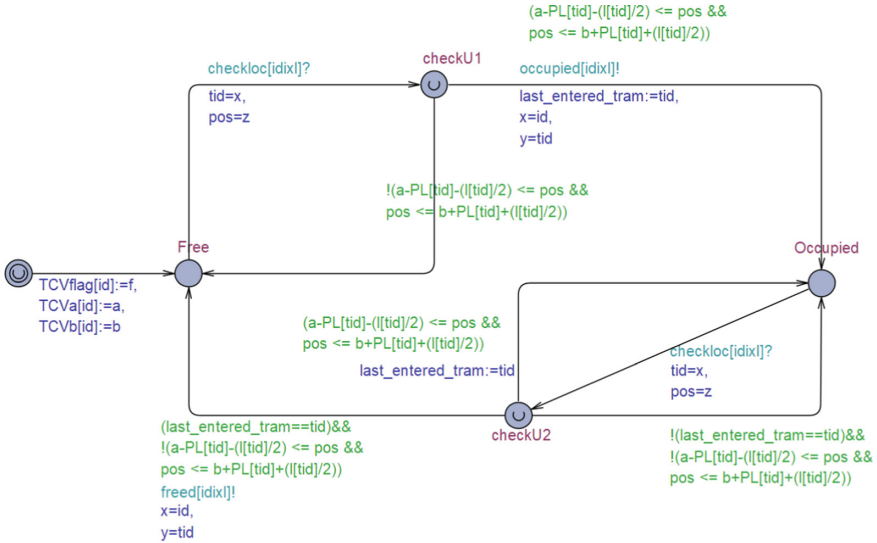 (a-PL[tid]-(l[tid]/2) <= pos &&
pos <= b+PL[tid]+(l[tid]/2))
checkU1
checkloc[idixl]?
occupied[idixl]!
tid=x,
pos=z
last_entered_tram:=tid,
x=id,
y=tid
!(a-PL[tid]-(l[tid]/2) <= pos &&
pos <= b+PL[tid]+(l[tid]/2))
Free
Occupied
TCVflag[id]:=f,
TCVa[id]:=a,
TCVb[id]:=b
(a-PL[tid]-(l[tid]/2) <= pos &&
pos <= b+PL[tid]+(l[tid]/2))
last_entered_tram:=tid
checkloc[idixl]?
tid=x,
pos=z
checkU2
(last_entered_tram==tid)&&
!(a-PL[tid]-(l[tid]/2) <= pos &&
pos <= b+PL[tid]+(l[tid]/2))
freed[idixl]!
x=id,
y=tid
!(last_entered_tram==tid)&&
!(a-PL[tid]-(l[tid]/2) <= pos &&
pos <= b+PL[tid]+(l[tid]/2))